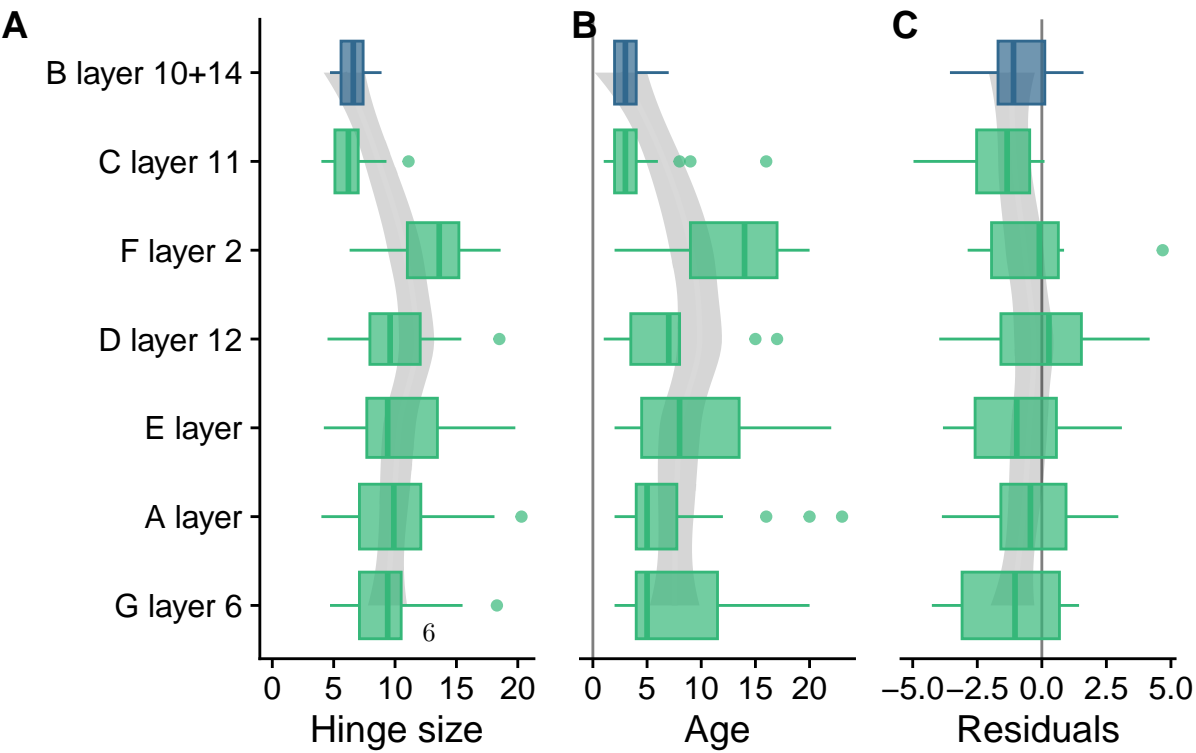 A B C
B layer 10+14
C layer 11
F layer 2
D layer 12
E layer
A layer
G layer 6
6
0 5 10 15 20 0 5 10 15 20 −5.0 −2.5 0.0 2.5 5.0
Hinge size Age Residuals